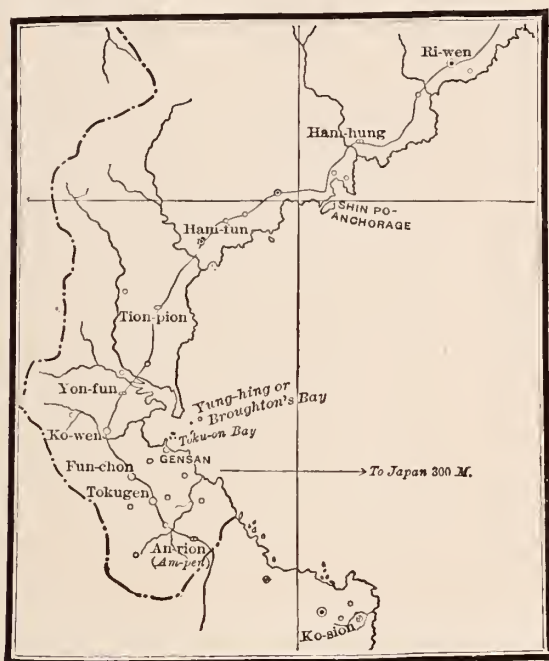 Ri-wen
Ham-hung
SHIN PO-
ANCHORAGE
Ham-fun
Tion-pion
Yung-hing or
Broughton's Bay
Yon-fun
Toku-on Bay
Ko-wen
GENSAN
Fun-chon
To Japan 300 M.
Tokugen
An-rion
(Am-pen)
Ko-sion